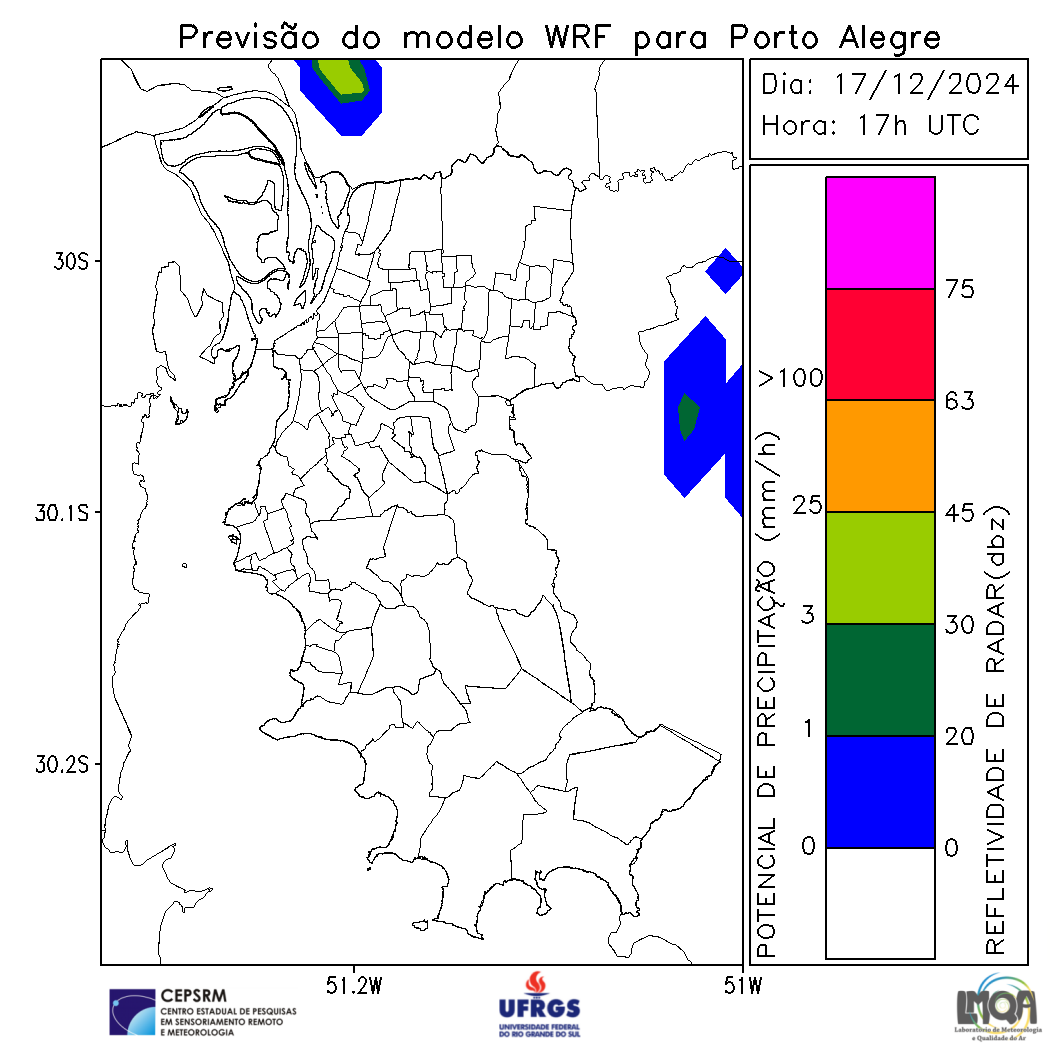 Previsão do modelo WRF para Porto Alegre
Dia: 17/12/2024
Hora: 17h UTC
30S
30.1S
30.2S
51.2W
51W
POTENCIAL DE PRECIPITAÇÃO (mm/h)
>100
25
3
1
0
75
63
45
30
20
0
REFLETIVIDADE DE RADAR(dbz)
CEPSRM
CENTRO ESTADUAL DE PESQUISAS
EM SENSORIAMENTO REMOTO
E METEOROLOGIA
UFRGS
UNIVERSIDADE FEDERAL
DO RIO GRANDE DO SUL
LMQA
Laboratório de Meteorologia
e Qualidade do Ar